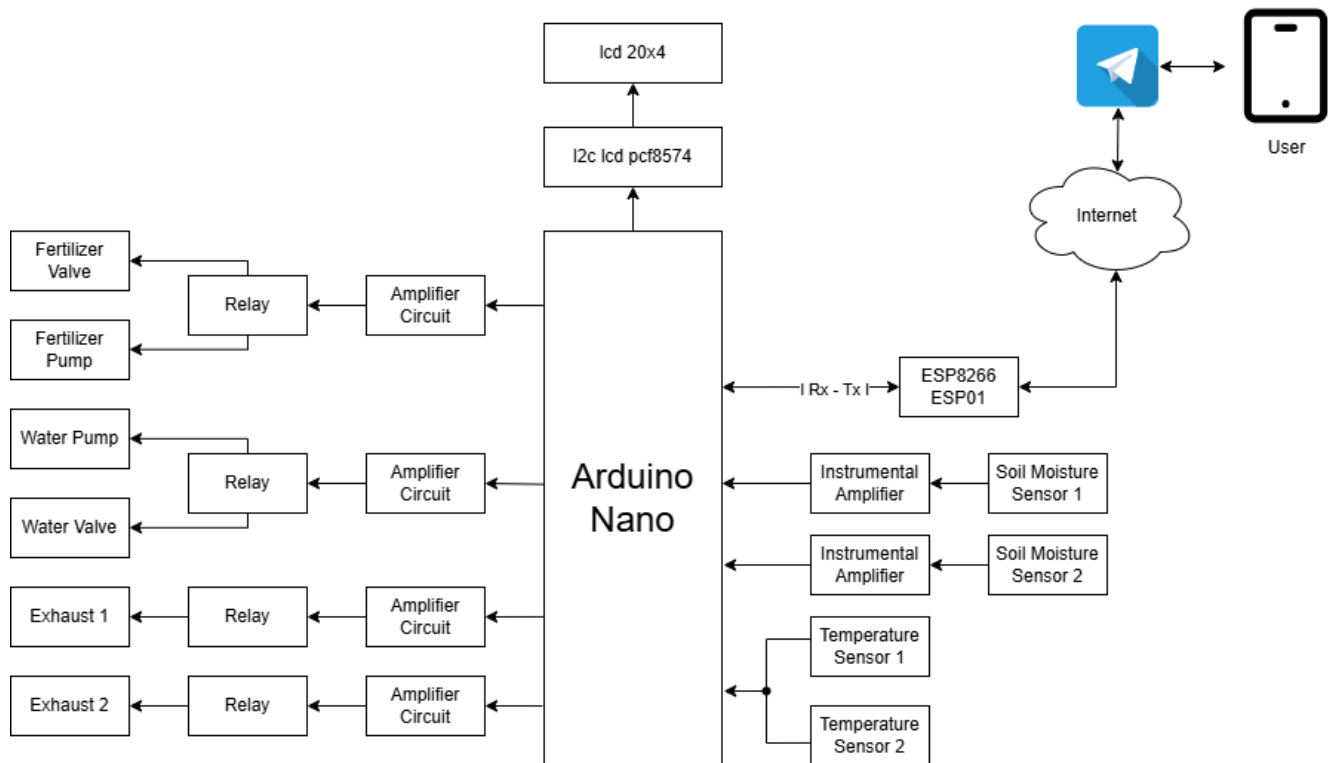 lcd 20x4
I2c lcd pcf8574
User
Internet
Fertilizer
Valve
Relay
Amplifier
Circuit
Fertilizer
Pump
ESP8266
ESP01
I Rx - Tx I
Arduino
Nano
Water Pump
Relay
Amplifier
Circuit
Water Valve
Instrumental
Amplifier
Soil Moisture
Sensor 1
Instrumental
Amplifier
Soil Moisture
Sensor 2
Exhaust 1
Relay
Amplifier
Circuit
Temperature
Sensor 1
Exhaust 2
Relay
Amplifier
Circuit
Temperature
Sensor 2